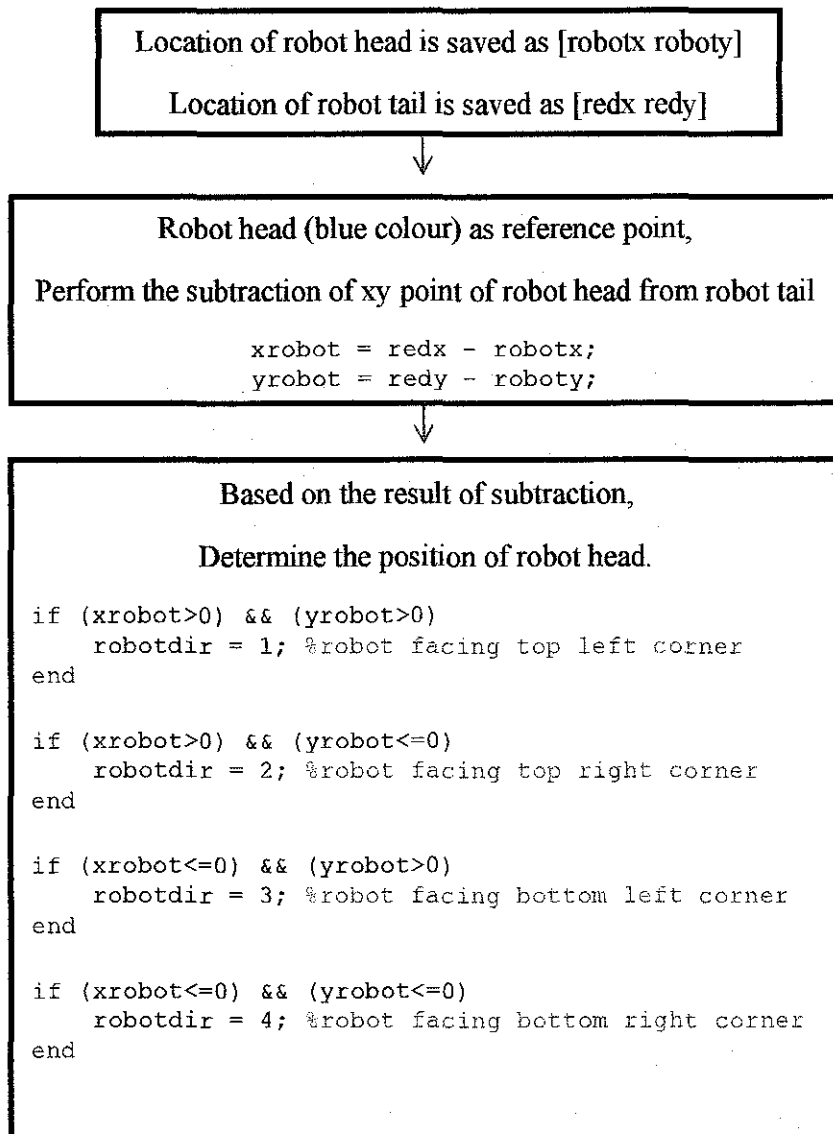 Location of robot head is saved as [robotx roboty]
Location of robot tail is saved as [redx redy]
Robot head (blue colour) as reference point,
Perform the subtraction of xy point of robot head from robot tail
xrobot = redx - robotx;
yrobot = redy - roboty;
Based on the result of subtraction,
Determine the position of robot head.
if (xrobot>0) && (yrobot>0)
    robotdir = 1; %robot facing top left corner
end
if (xrobot>0) && (yrobot<=0)
    robotdir = 2; %robot facing top right corner
end
if (xrobot<=0) && (yrobot>0)
    robotdir = 3; %robot facing bottom left corner
end
if (xrobot<=0) && (yrobot<=0)
    robotdir = 4; %robot facing bottom right corner
end